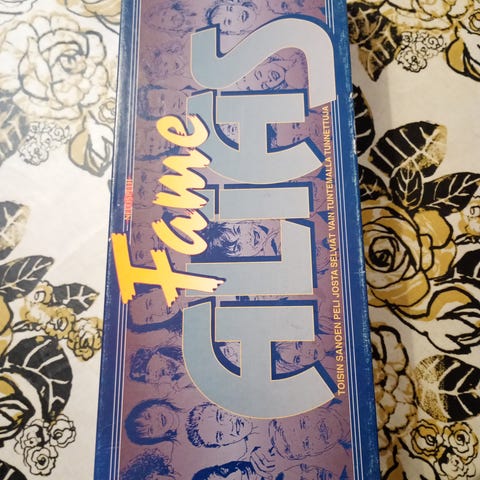 Fame
ALIAS
TOISIN SANOEN PELI JOSTA SELVIÄT VAIN TUNTEMALLA TUNNETTUJA